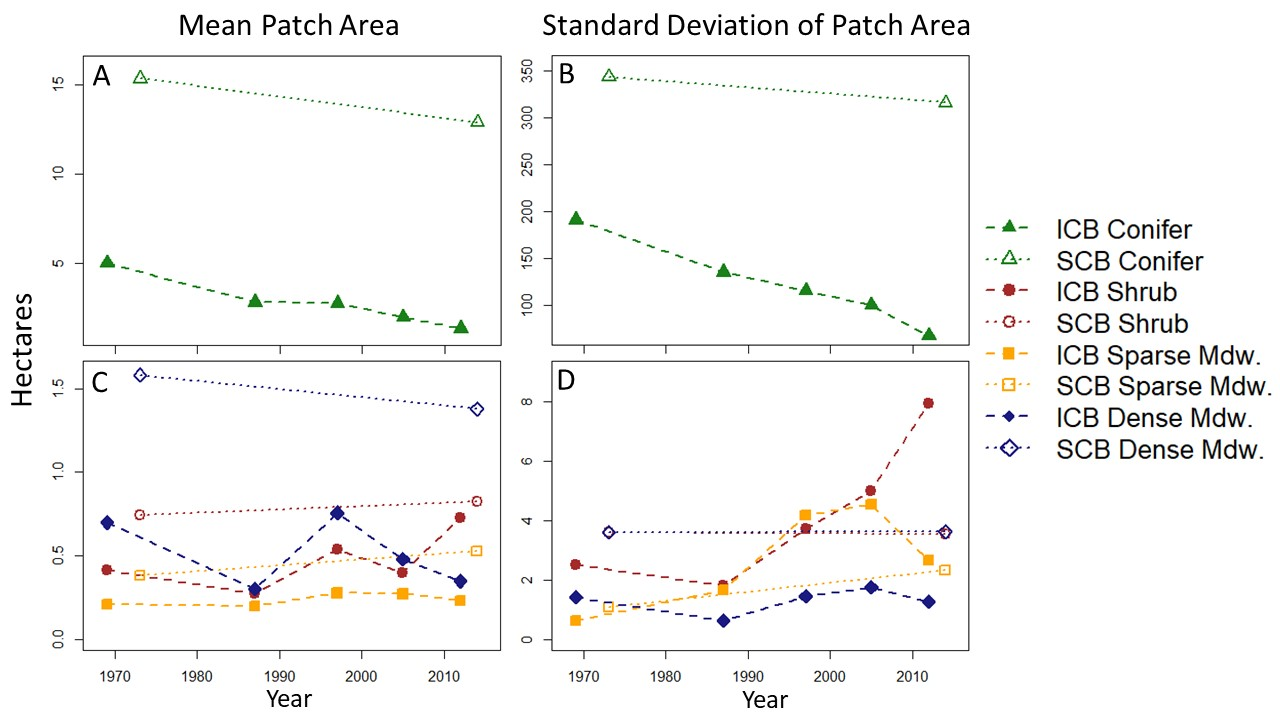 Mean Patch Area
Standard Deviation of Patch Area
Hectares
A
15
10
5
B
350
300
250
200
150
100
C
1.5
1.0
0.5
0.0
1970 1980 1990 2000 2010
Year
D
8
6
4
2
0
1970 1980 1990 2000 2010
Year
ICB Conifer
SCB Conifer
ICB Shrub
SCB Shrub
ICB Sparse Mdw.
SCB Sparse Mdw.
ICB Dense Mdw.
SCB Dense Mdw.